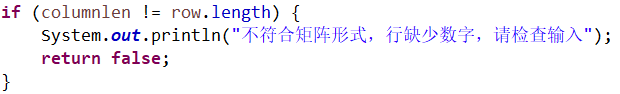 if (columnlen != row.length) {
    System.out.println("不符合矩阵形式，行缺少数字，请检查输入");
    return false;
}